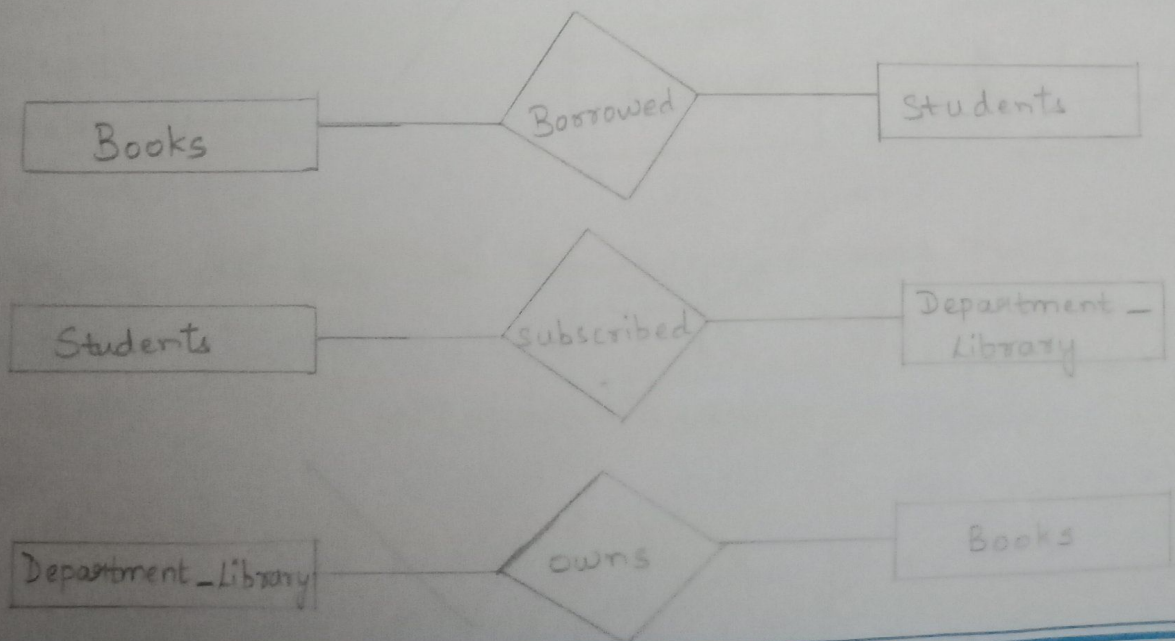 Books
Borrowed
Students
Students
subscribed
Department_
Library
Department_Library
owns
Books